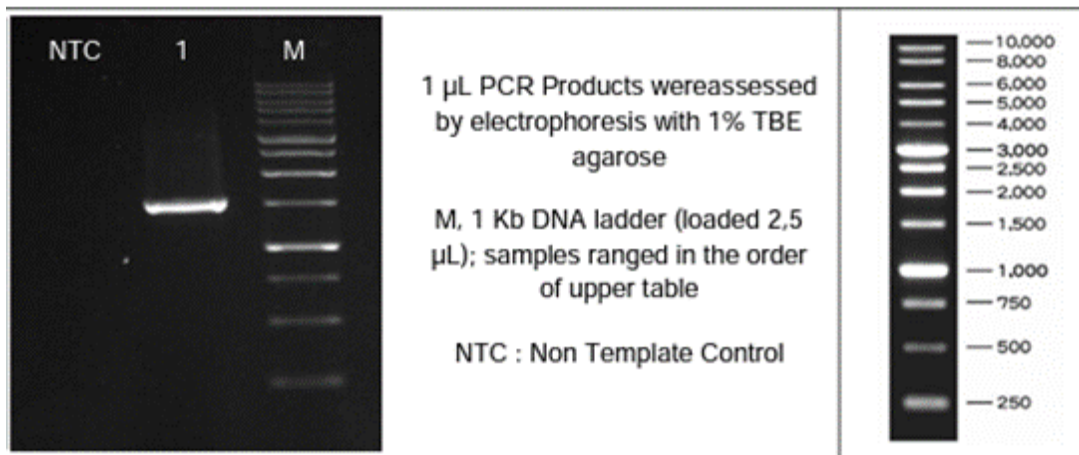 NTC 1 M
1 µL PCR Products wereassessed
by electrophoresis with 1% TBE
agarose
M, 1 Kb DNA ladder (loaded 2,5
µL); samples ranged in the order
of upper table
NTC : Non Template Control
10.000
8.000
6.000
5.000
4.000
3.000
2.500
2.000
1.500
1.000
750
500
250